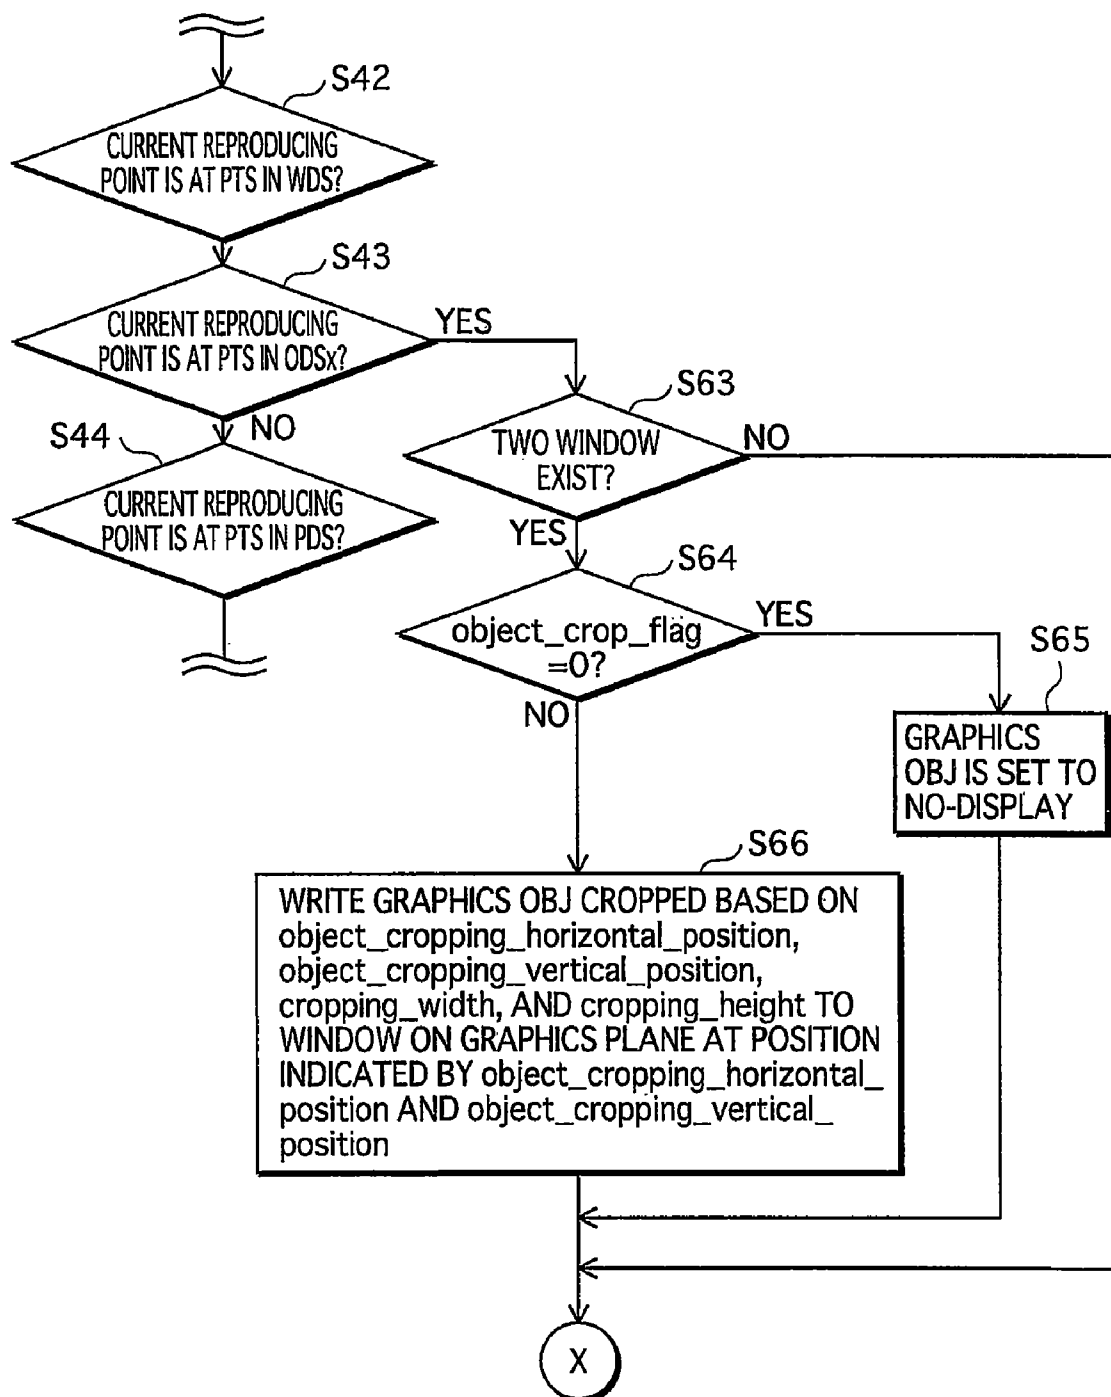 S42
CURRENT REPRODUCING
POINT IS AT PTS IN WDS?
S43
CURRENT REPRODUCING
POINT IS AT PTS IN ODSx?
YES
NO
S44
CURRENT REPRODUCING
POINT IS AT PTS IN PDS?
S63
TWO WINDOW
EXIST?
NO
YES
S64
object_crop_flag
=0?
YES
NO
S65
GRAPHICS
OBJ IS SET TO
NO-DISPLAY
S66
WRITE GRAPHICS OBJ CROPPED BASED ON
object_cropping_horizontal_position,
object_cropping_vertical_position,
cropping_width, AND cropping_height TO
WINDOW ON GRAPHICS PLANE AT POSITION
INDICATED BY object_cropping_horizontal_
position AND object_cropping_vertical_
position
X